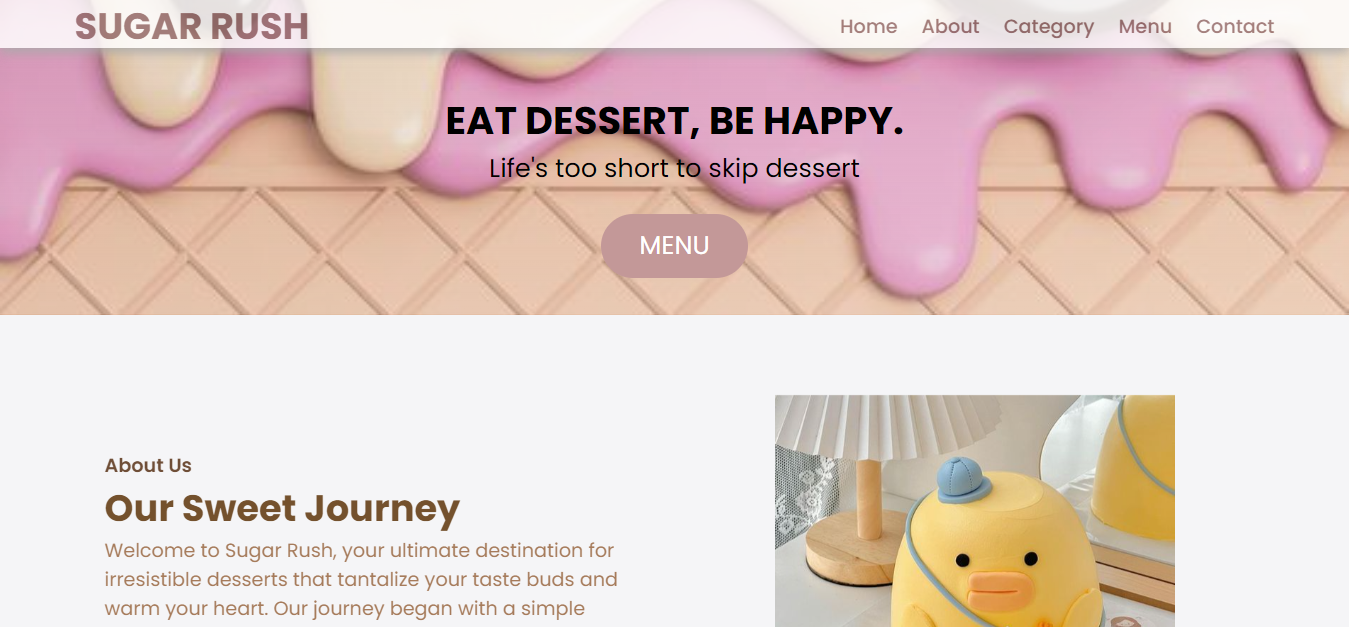 SUGAR RUSH
Home About Category Menu Contact
EAT DESSERT, BE HAPPY.
Life's too short to skip dessert
MENU
About Us
Our Sweet Journey
Welcome to Sugar Rush, your ultimate destination for
irresistible desserts that tantalize your taste buds and
warm your heart. Our journey began with a simple